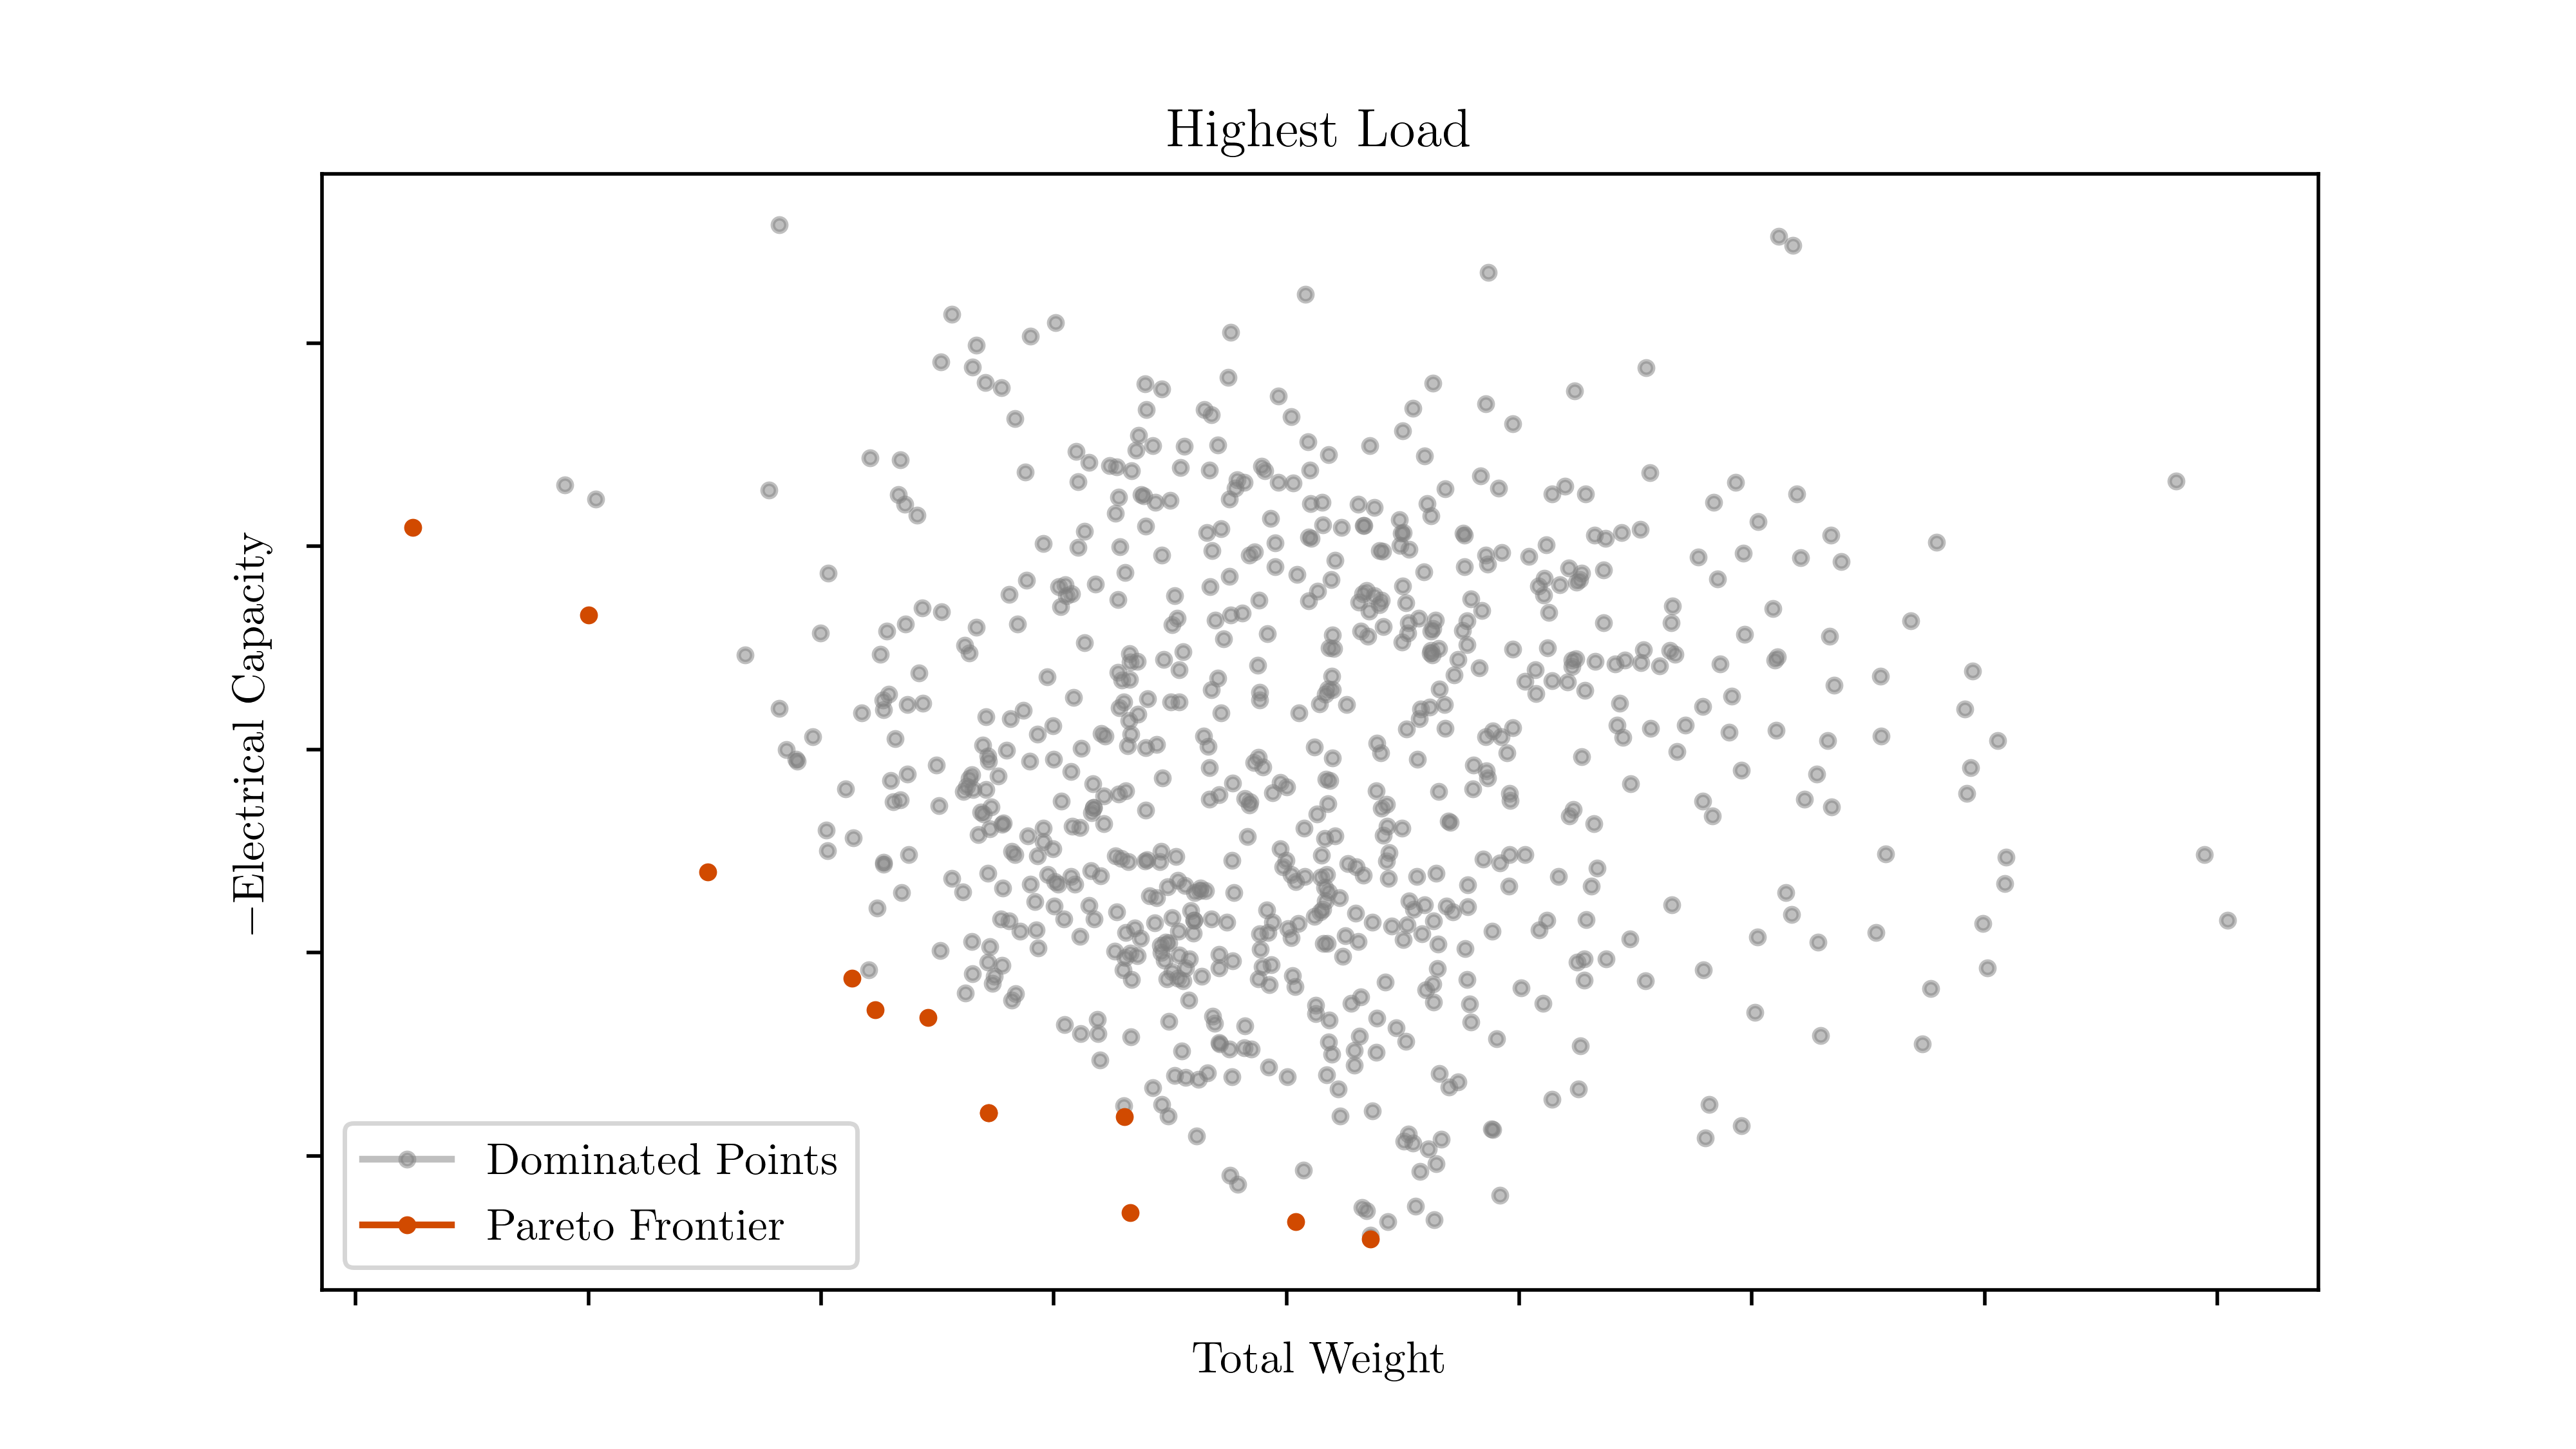 Highest Load
−Electrical Capacity
Dominated Points
Pareto Frontier
Total Weight